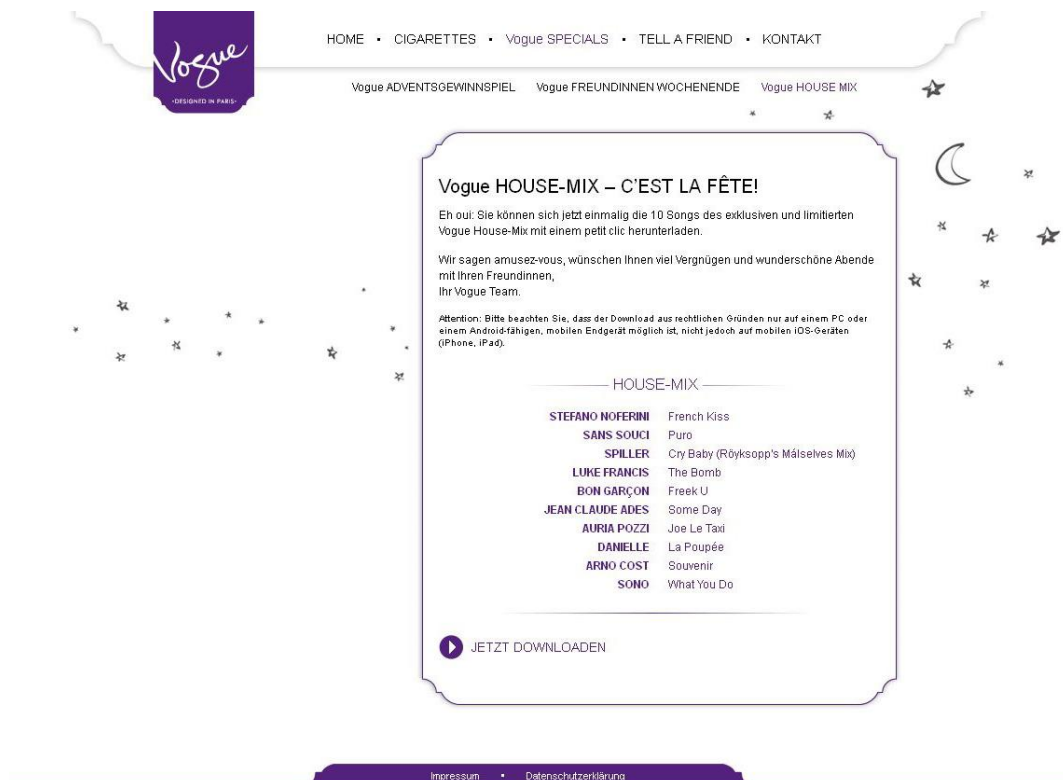 HOME • CIGARETTES • Vogue SPECIALS • TELL A FRIEND • KONTAKT
Vogue
•DESIGNED IN PARIS•
Vogue ADVENTSGEWINNSPIEL Vogue FREUNDINNEN WOCHENENDE Vogue HOUSE MIX
Vogue HOUSE-MIX – C'EST LA FÊTE!
Eh oui: Sie können sich jetzt einmalig die 10 Songs des exklusiven und limitierten
Vogue House-Mix mit einem petit clic herunterladen.
Wir sagen amusez-vous, wünschen Ihnen viel Vergnügen und wunderschöne Abende
mit Ihren Freundinnen,
Ihr Vogue Team.
Attention: Bitte beachten Sie, dass der Download aus rechtlichen Gründen nur auf einem PC oder
einem Android-fähigen, mobilen Endgerät möglich ist, nicht jedoch auf mobilen iOS-Geräten
(iPhone, iPad).
HOUSE-MIX
STEFANO NOFERINI French Kiss
SANS SOUCI Puro
SPILLER Cry Baby (Röyksopp's Målselves Mix)
LUKE FRANCIS The Bomb
BON GARÇON Freek U
JEAN CLAUDE ADES Some Day
AURIA POZZI Joe Le Taxi
DANIELLE La Poupée
ARNO COST Souvenir
SONO What You Do
JETZT DOWNLOADEN
Impressum • Datenschutzerklärung